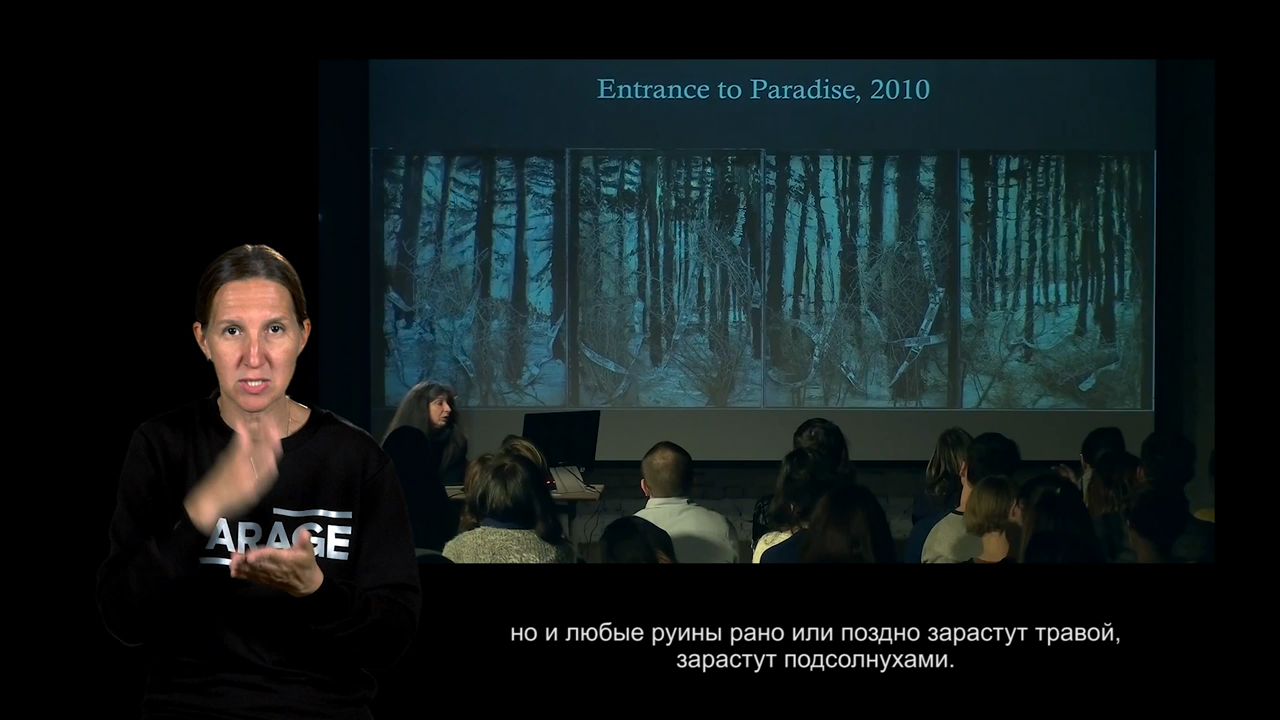 Entrance to Paradise, 2010
ARAGE
но и любые руины рано или поздно зарастут травой,
зарастут подсолнухами.